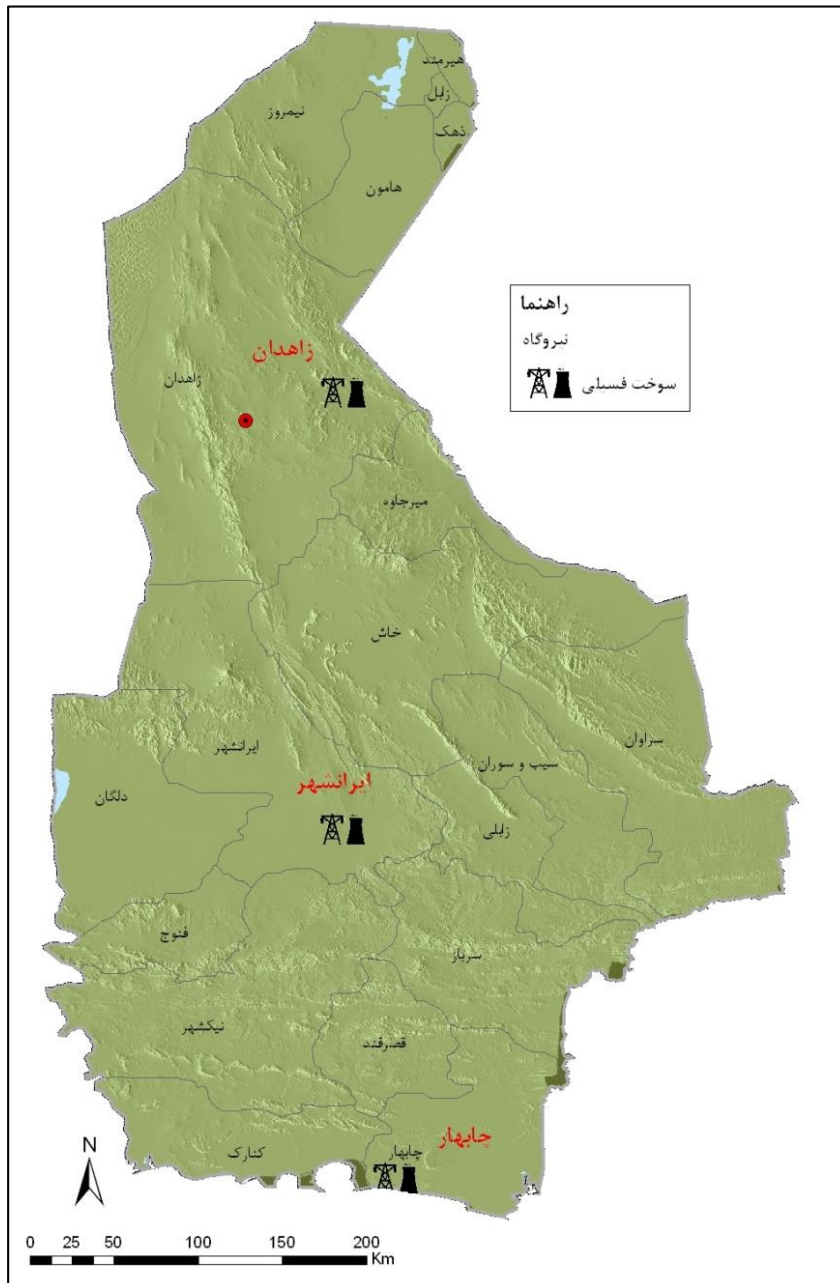 هیرمند
زابل
نیمروز
زهک
هامون
راهنما
نیروگاه
سوخت فسیلی
زاهدان
زاهدان
میرجاوه
خاش
سراوان
ایرانشهر
سیب و سوران
ایرانشهر
دلگان
زابلی
فنوج
سرباز
نیکشهر
قصرقند
چابهار
کنارک
چابهار
N
0 25 50 100 150 200
Km